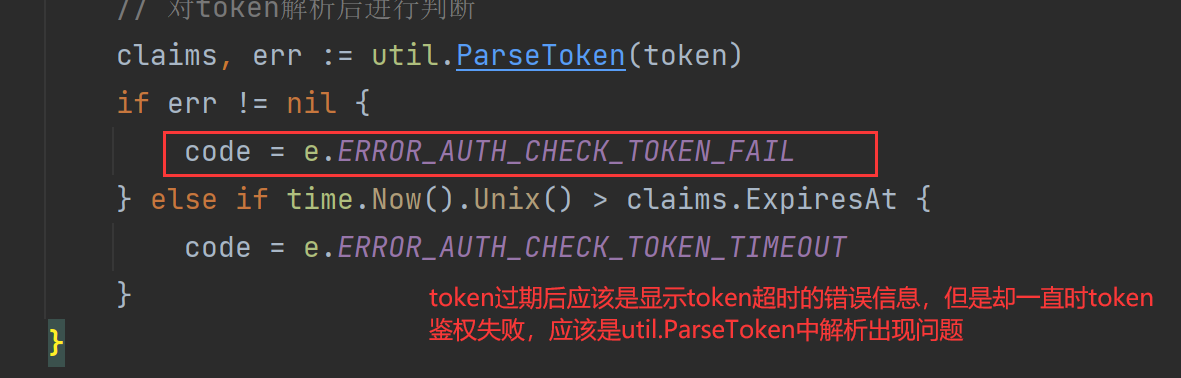 // 对token解析后进行判断
claims, err := util.ParseToken(token)
if err != nil {
code = e.ERROR_AUTH_CHECK_TOKEN_FAIL
} else if time.Now().Unix() > claims.ExpiresAt {
code = e.ERROR_AUTH_CHECK_TOKEN_TIMEOUT
}
token过期后应该是显示token超时的错误信息，但是却一直时token
鉴权失败，应该是util.ParseToken中解析出现问题
}